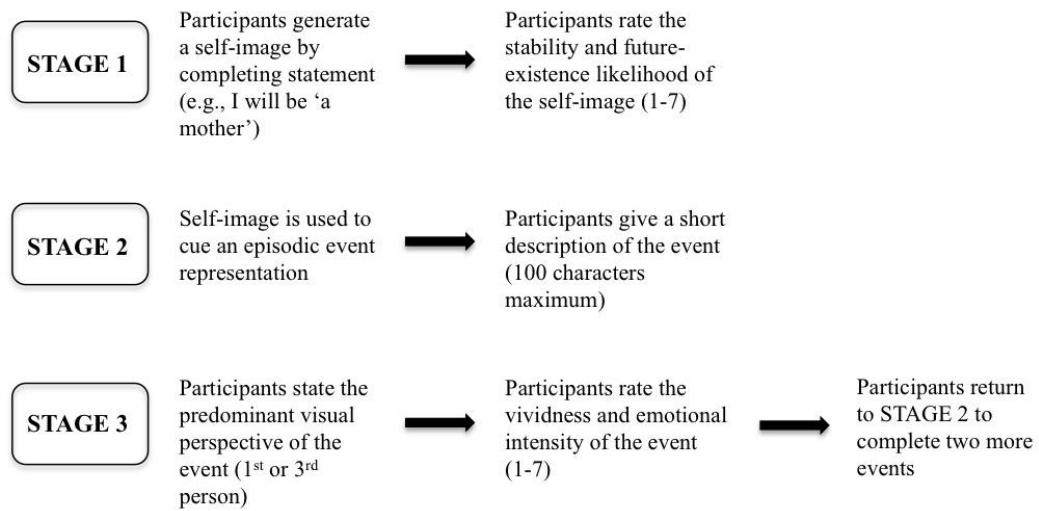 STAGE 1
Participants generate
a self-image by
completing statement
(e.g., I will be ‘a
mother’)
Participants rate the
stability and future-
existence likelihood of
the self-image (1-7)
STAGE 2
Self-image is used to
cue an episodic event
representation
Participants give a short
description of the event
(100 characters
maximum)
STAGE 3
Participants state the
predominant visual
perspective of the
event (1st or 3rd
person)
Participants rate the
vividness and emotional
intensity of the event
(1-7)
Participants return
to STAGE 2 to
complete two more
events